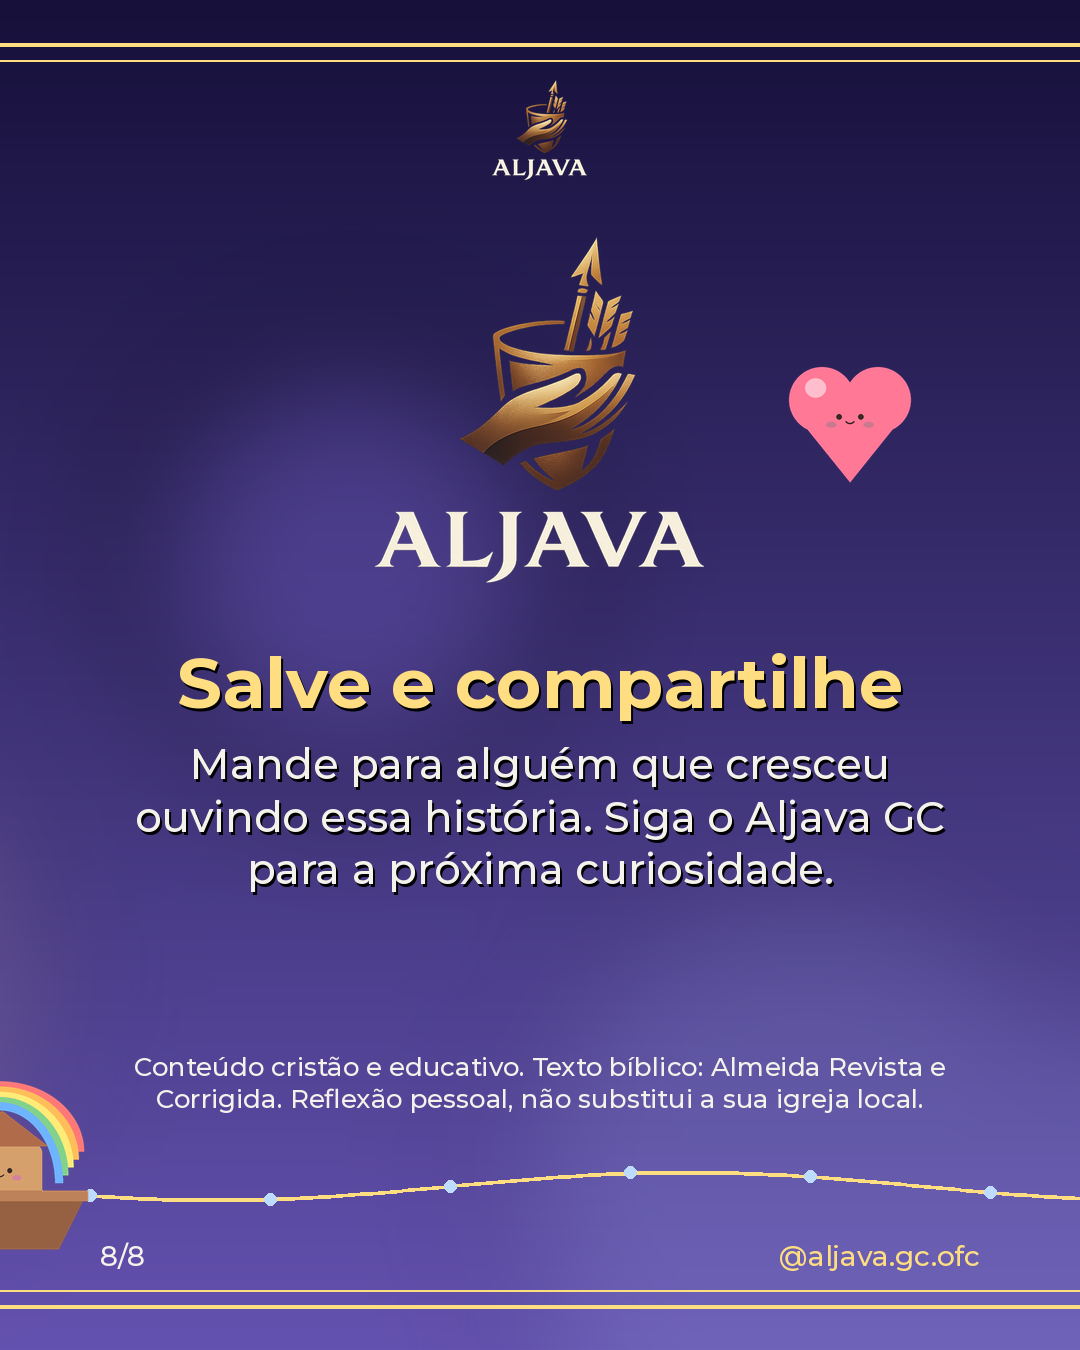 ALJAVA
ALJAVA
Salve e compartilhe
Mande para alguém que cresceu
ouvindo essa história. Siga o Aljava GC
para a próxima curiosidade.
Conteúdo cristão e educativo. Texto bíblico: Almeida Revista e
Corrigida. Reflexão pessoal, não substitui a sua igreja local.
8/8
@aljava.gc.ofc